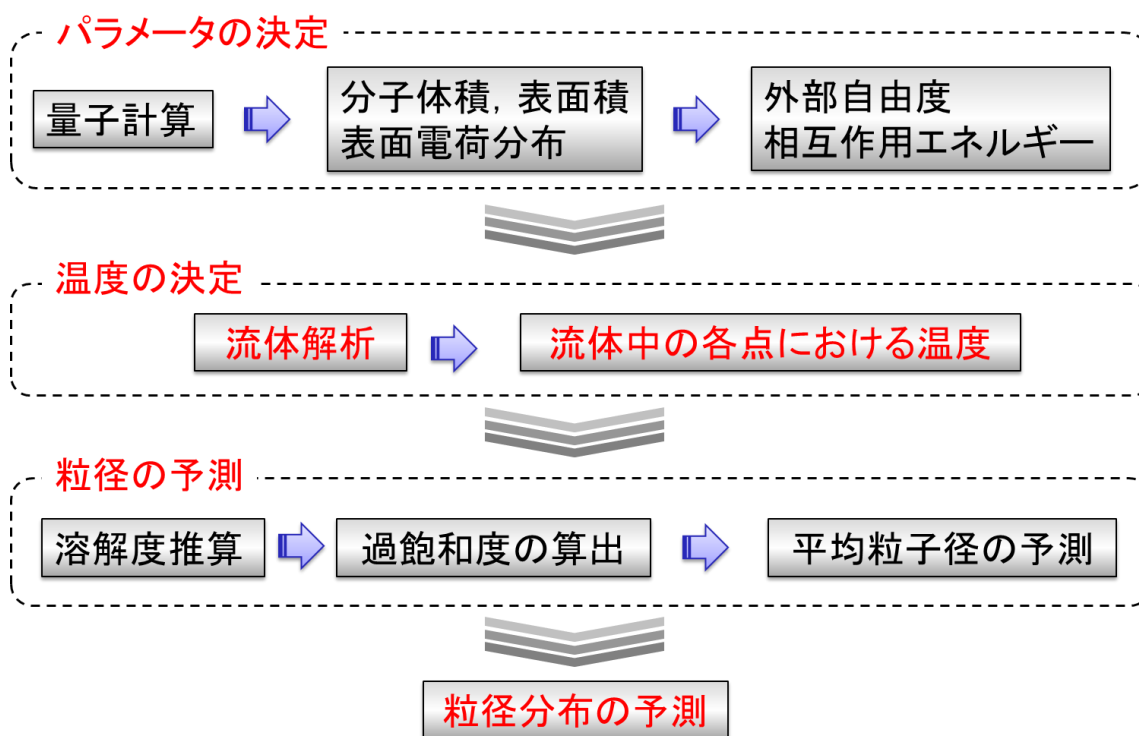 パラメータの決定
量子計算
分子体積，表面積
表面電荷分布
外部自由度
相互作用エネルギー
温度の決定
流体解析
流体中の各点における温度
粒径の予測
溶解度推算
過飽和度の算出
平均粒子径の予測
粒径分布の予測